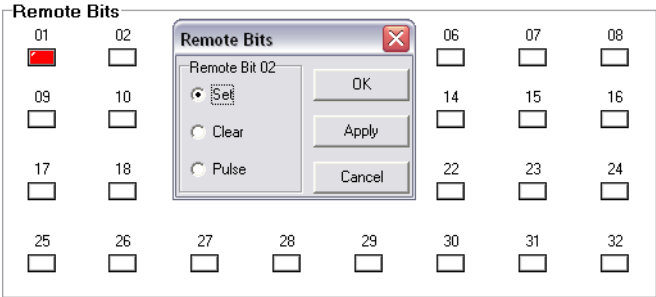 Remote Bits
01 02 06 07 08
Remote Bits
Remote Bit 02
Set
Clear
Pulse
OK
Apply
Cancel
09 10 14 15 16
17 18 22 23 24
25 26 27 28 29 30 31 32